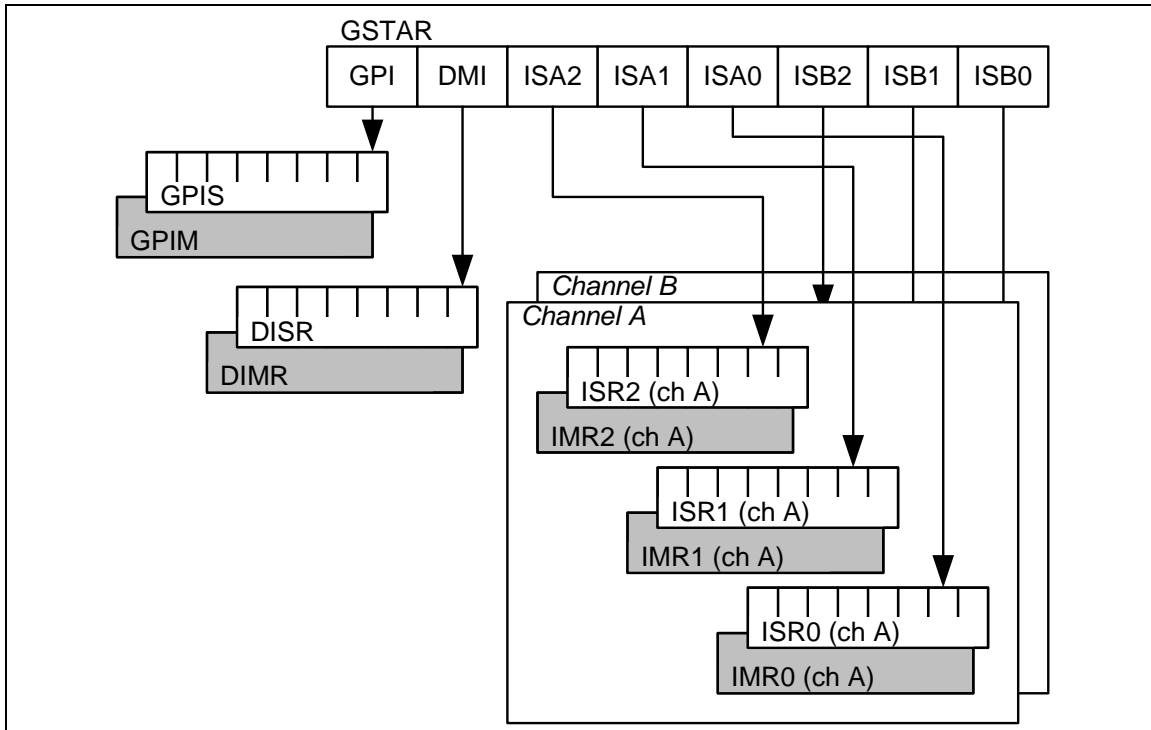 GSTAR
GPI DMI ISA2 ISA1 ISA0 ISB2 ISB1 ISB0
GPIS
GPIM
DISR
DIMR
Channel B
Channel A
ISR2 (ch A)
IMR2 (ch A)
ISR1 (ch A)
IMR1 (ch A)
ISR0 (ch A)
IMR0 (ch A)